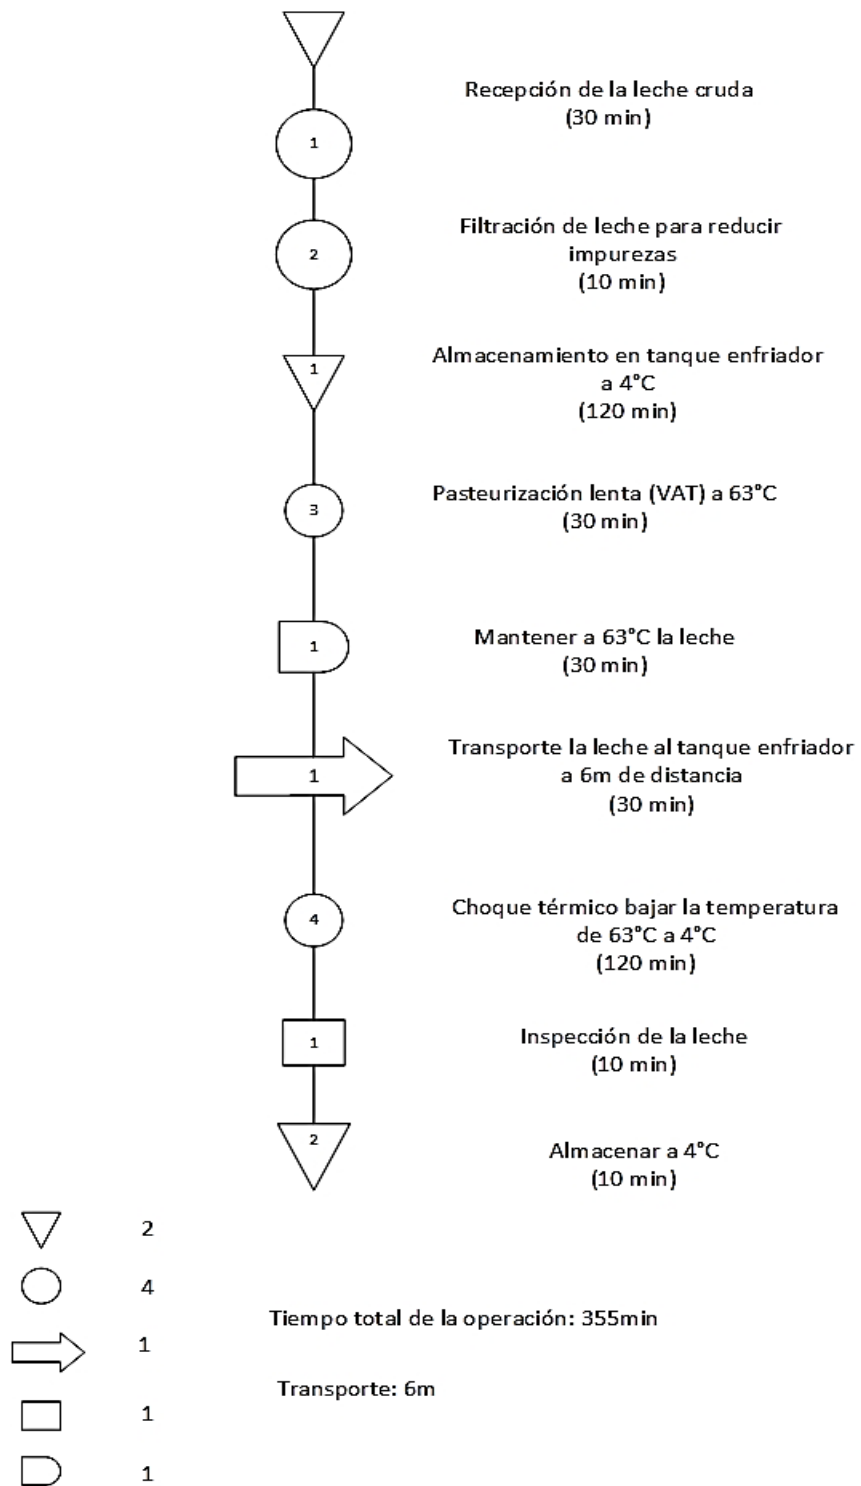 Recepción de la leche cruda
(30 min)
1
Filtración de leche para reducir
impurezas
(10 min)
2
Almacenamiento en tanque enfriador
a 4°C
(120 min)
1
Pasteurización lenta (VAT) a 63°C
(30 min)
3
Mantener a 63°C la leche
(30 min)
1
Transporte la leche al tanque enfriador
a 6m de distancia
(30 min)
1
Choque térmico bajar la temperatura
de 63°C a 4°C
(120 min)
4
Inspección de la leche
(10 min)
1
Almacenar a 4°C
(10 min)
2
2
4
1
1
1
Tiempo total de la operación: 355min
Transporte: 6m